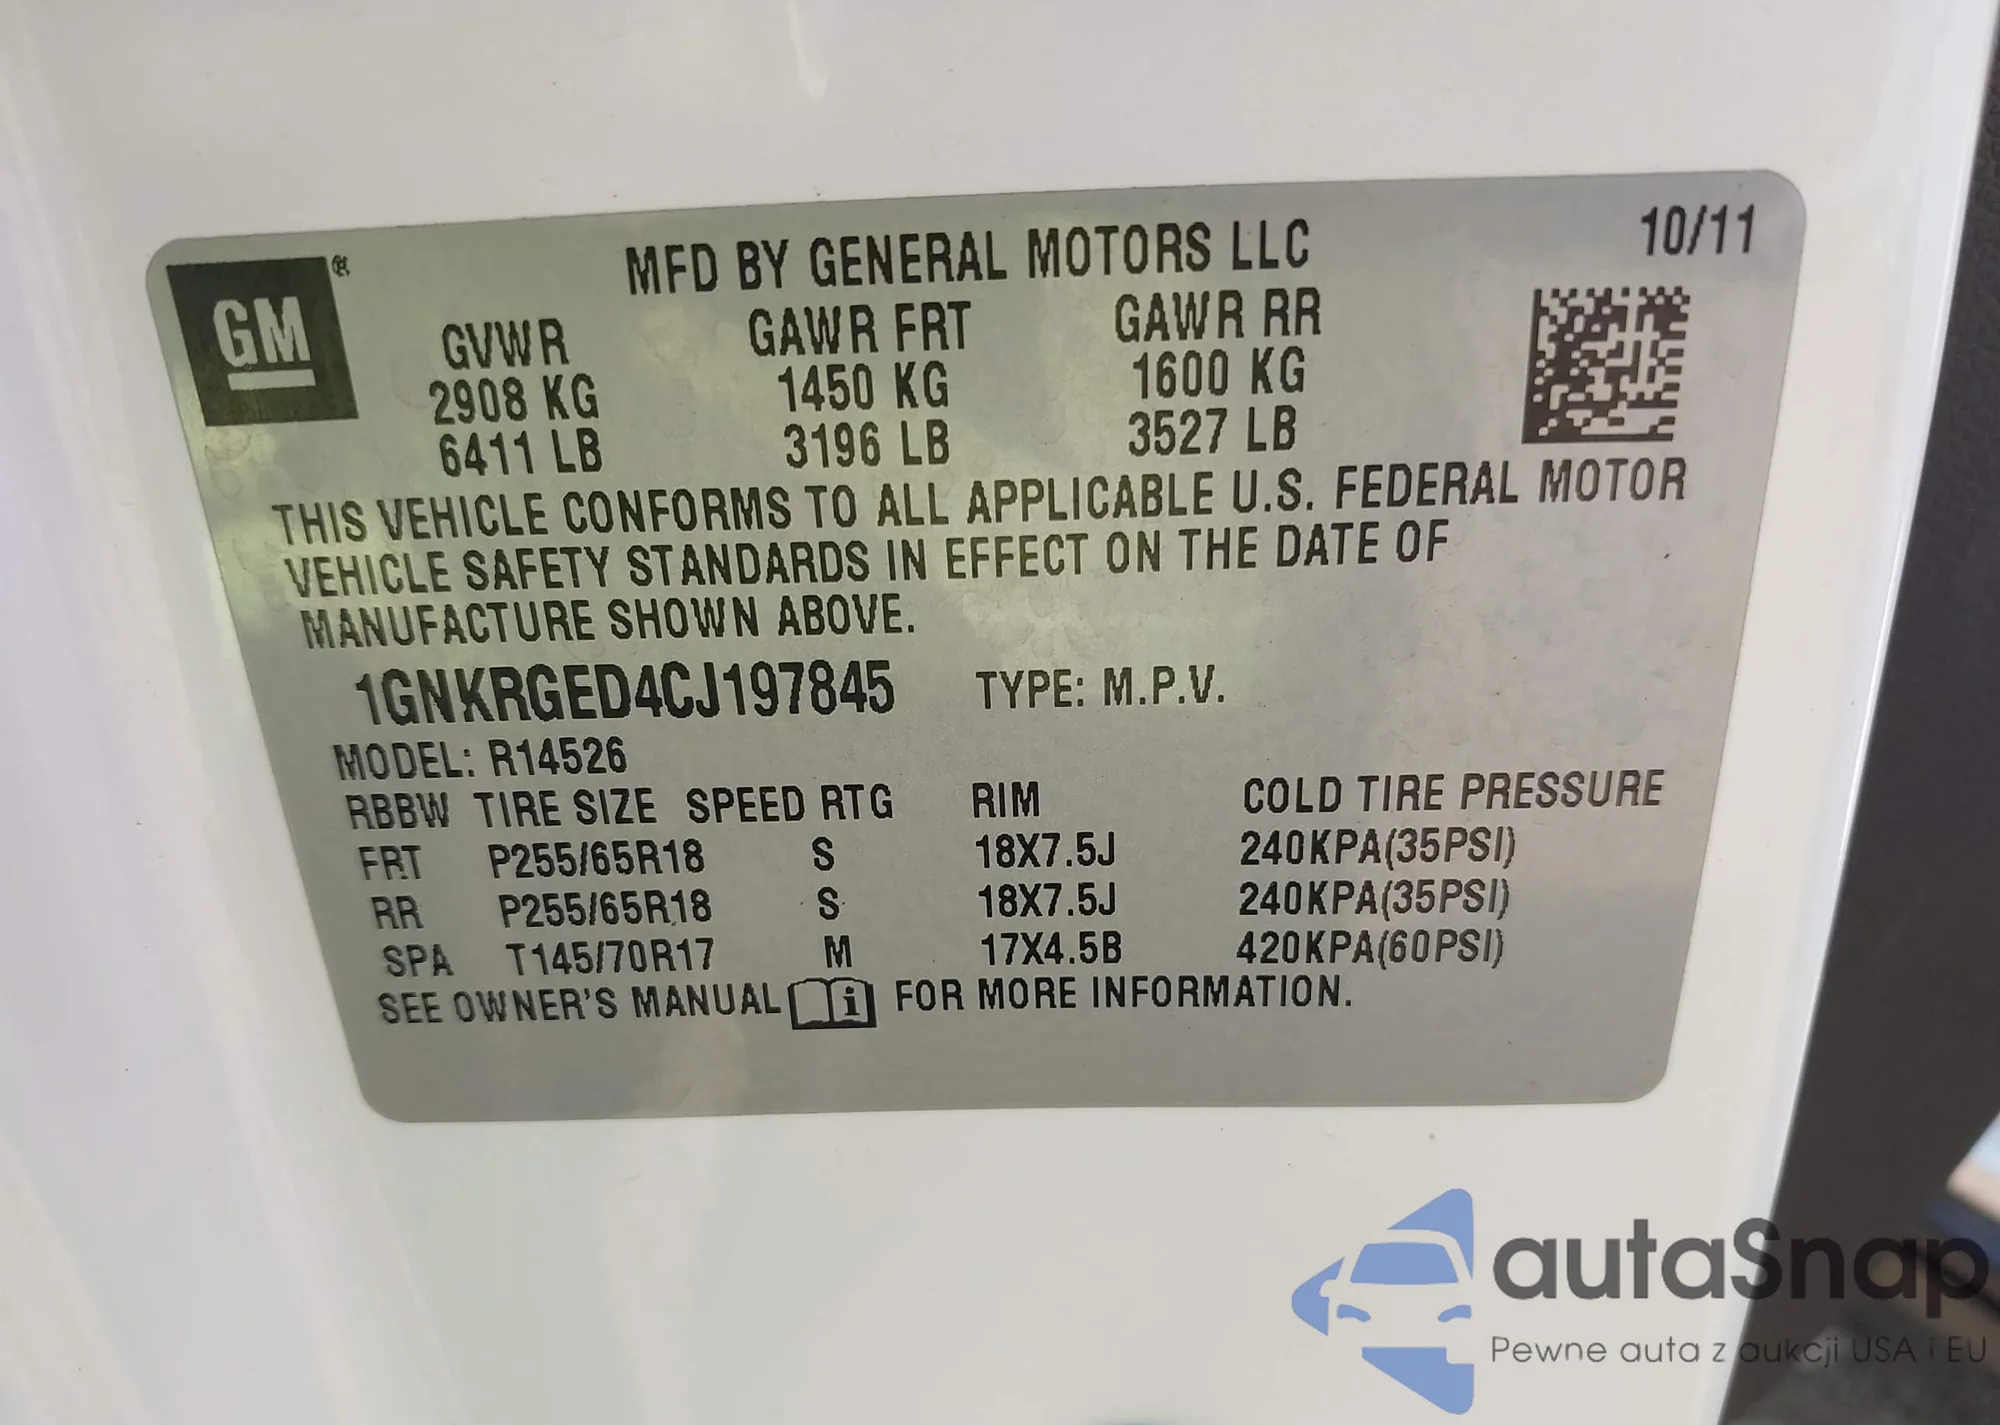 MFD BY GENERAL MOTORS LLC 10/11
GM ®
GVWR GAWR FRT GAWR RR
2908 KG 1450 KG 1600 KG
6411 LB 3196 LB 3527 LB
THIS VEHICLE CONFORMS TO ALL APPLICABLE U.S. FEDERAL MOTOR
VEHICLE SAFETY STANDARDS IN EFFECT ON THE DATE OF
MANUFACTURE SHOWN ABOVE.
1GNKRGED4CJ197845 TYPE: M.P.V.
MODEL: R14526
RBBW TIRE SIZE SPEED RTG RIM COLD TIRE PRESSURE
FRT P255/65R18 S 18X7.5J 240KPA(35PSI)
RR P255/65R18 S 18X7.5J 240KPA(35PSI)
SPA T145/70R17 M 17X4.5B 420KPA(60PSI)
SEE OWNER'S MANUAL i FOR MORE INFORMATION.
autaSnap
Pewne auta z aukcji USA i EU